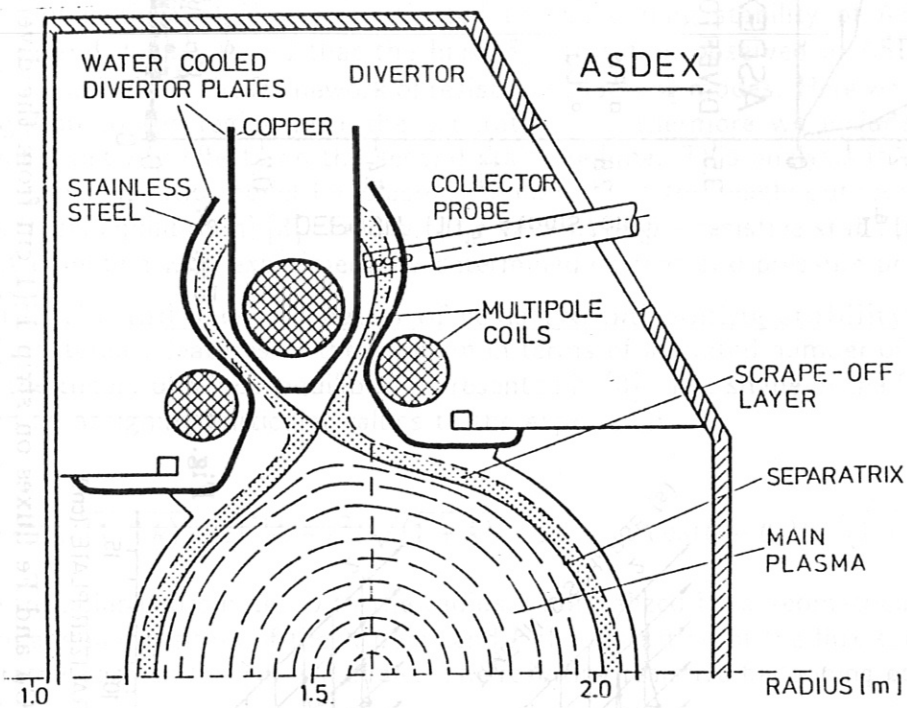 WATER COOLED
DIVERTOR PLATES
DIVERTOR
ASDEX
COPPER
STAINLESS
STEEL
COLLECTOR
PROBE
MULTIPOLE
COILS
SCRAPE-OFF
LAYER
SEPARATRIX
MAIN
PLASMA
1.0
1.5
2.0
RADIUS [m]